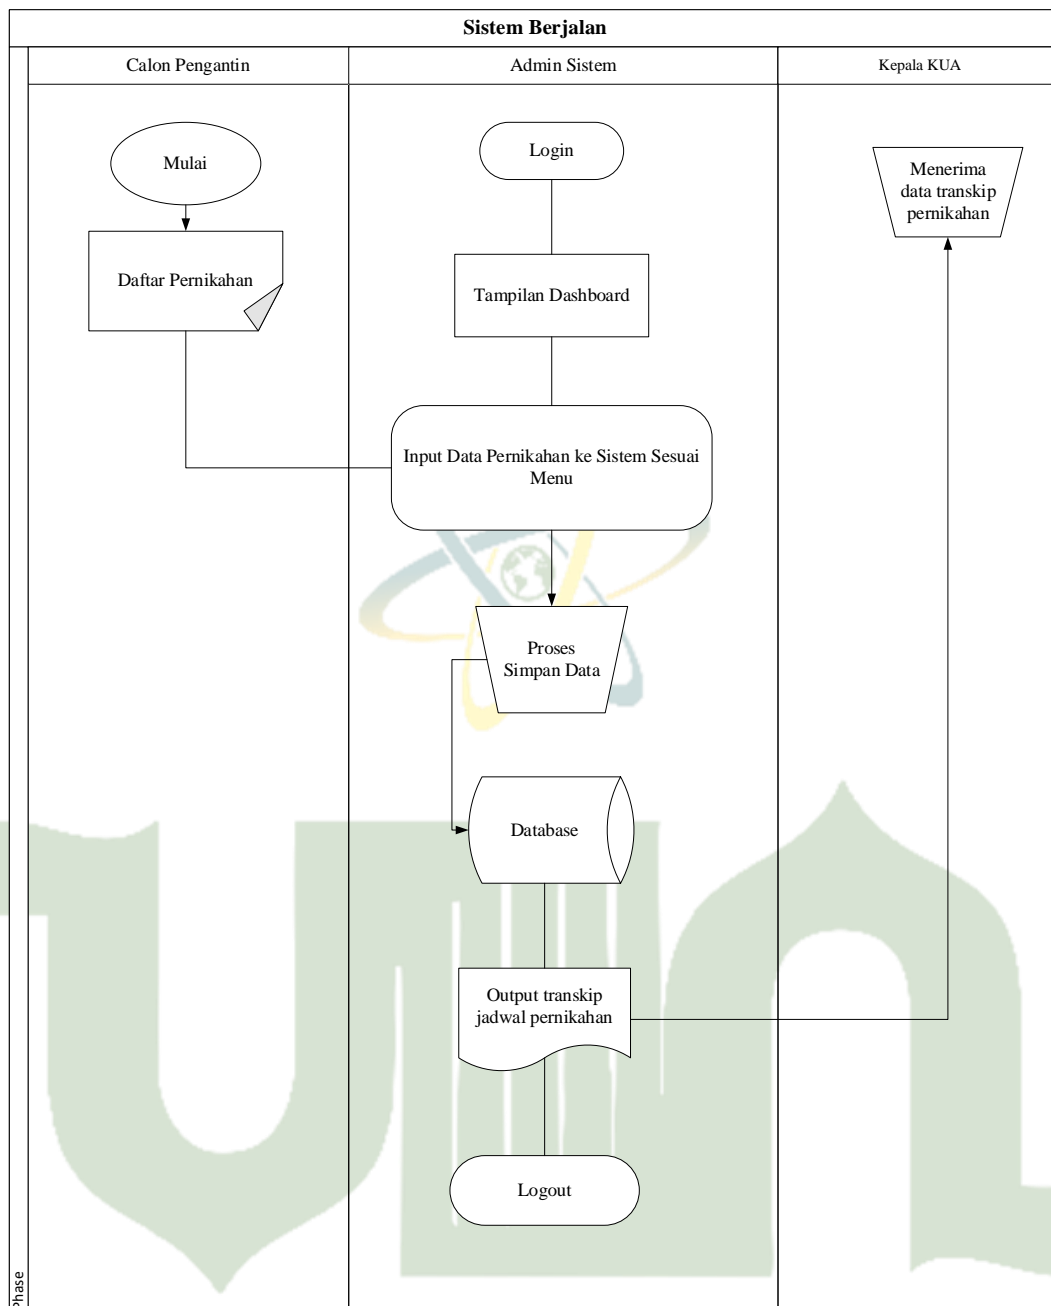 Sistem Berjalan
Calon Pengantin
Admin Sistem
Kepala KUA
Mulai
Login
Menerima
data transkip
pernikahan
Daftar Pernikahan
Tampilan Dashboard
Input Data Pernikahan ke Sistem Sesuai
Menu
Proses
Simpan Data
Database
Output transkip
jadwal pernikahan
Logout
Phase